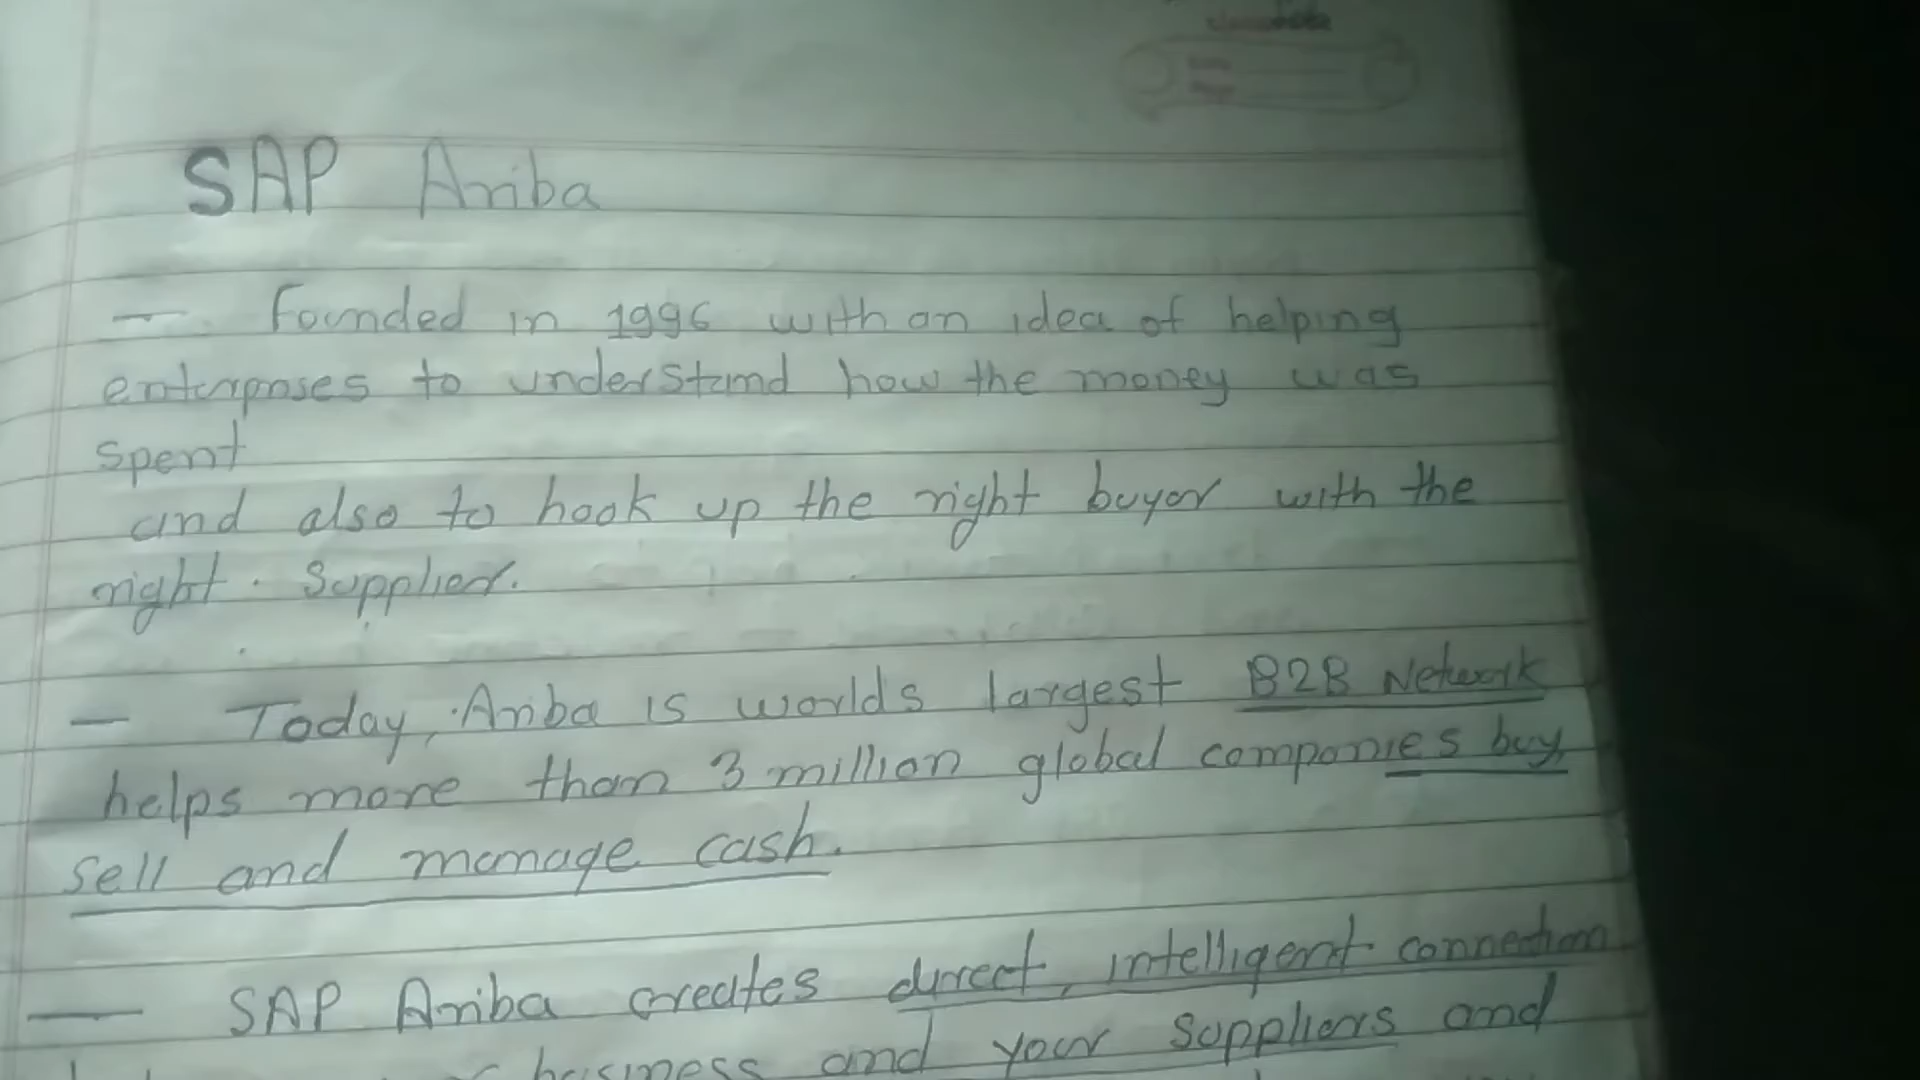 SAP Ariba
— Founded in 1996 with an idea of helping
enterprises to understand how the money was
spent
and also to hook up the right buyer with the
right. Supplier.
— Today, Ariba is worlds largest B2B Network
helps more than 3 million global companies buy,
sell and manage cash.
— SAP Ariba creates direct, intelligent connection
business and your suppliers and